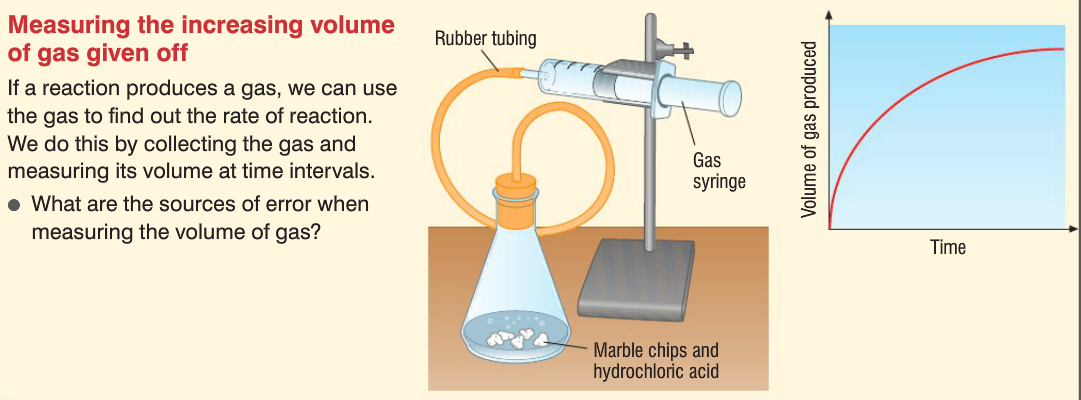 Measuring the increasing volume
of gas given off
If a reaction produces a gas, we can use
the gas to find out the rate of reaction.
We do this by collecting the gas and
measuring its volume at time intervals.
● What are the sources of error when
measuring the volume of gas?
Rubber tubing
Gas
syringe
Marble chips and
hydrochloric acid
Volume of gas produced
Time